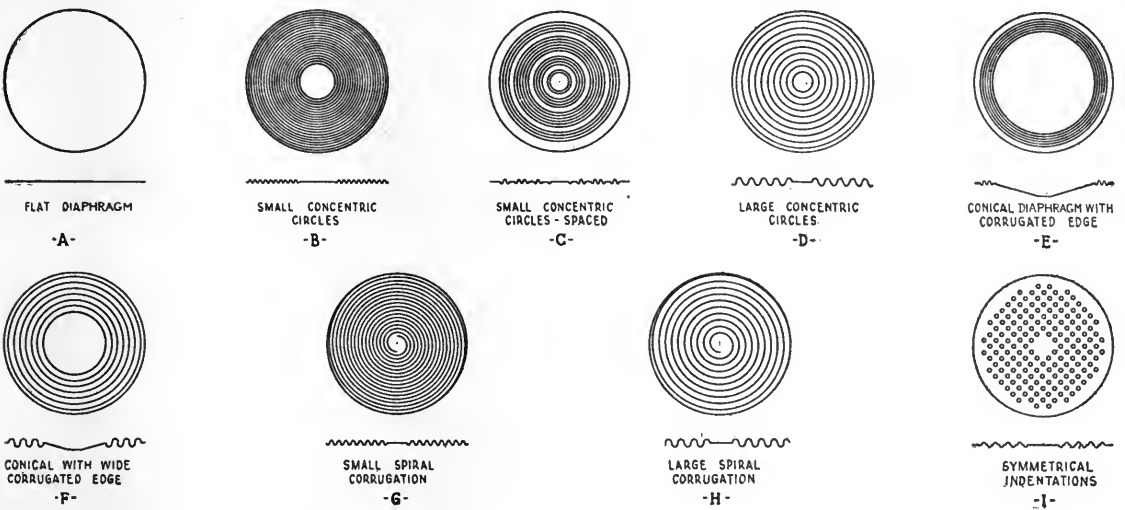 FLAT DIAPHRAGM
-A-
SMALL CONCENTRIC
CIRCLES
-B-
SMALL CONCENTRIC
CIRCLES - SPACED
-C-
LARGE CONCENTRIC
CIRCLES.
-D-
CONICAL DIAPHRAGM WITH
CORRUGATED EDGE
-E-
CONICAL WITH WIDE
CORRUGATED EDGE
-F-
SMALL SPIRAL
CORRUGATION
-G-
LARGE SPIRAL
CORRUGATION
-H-
SYMMETRICAL
INDENTATIONS
-I-